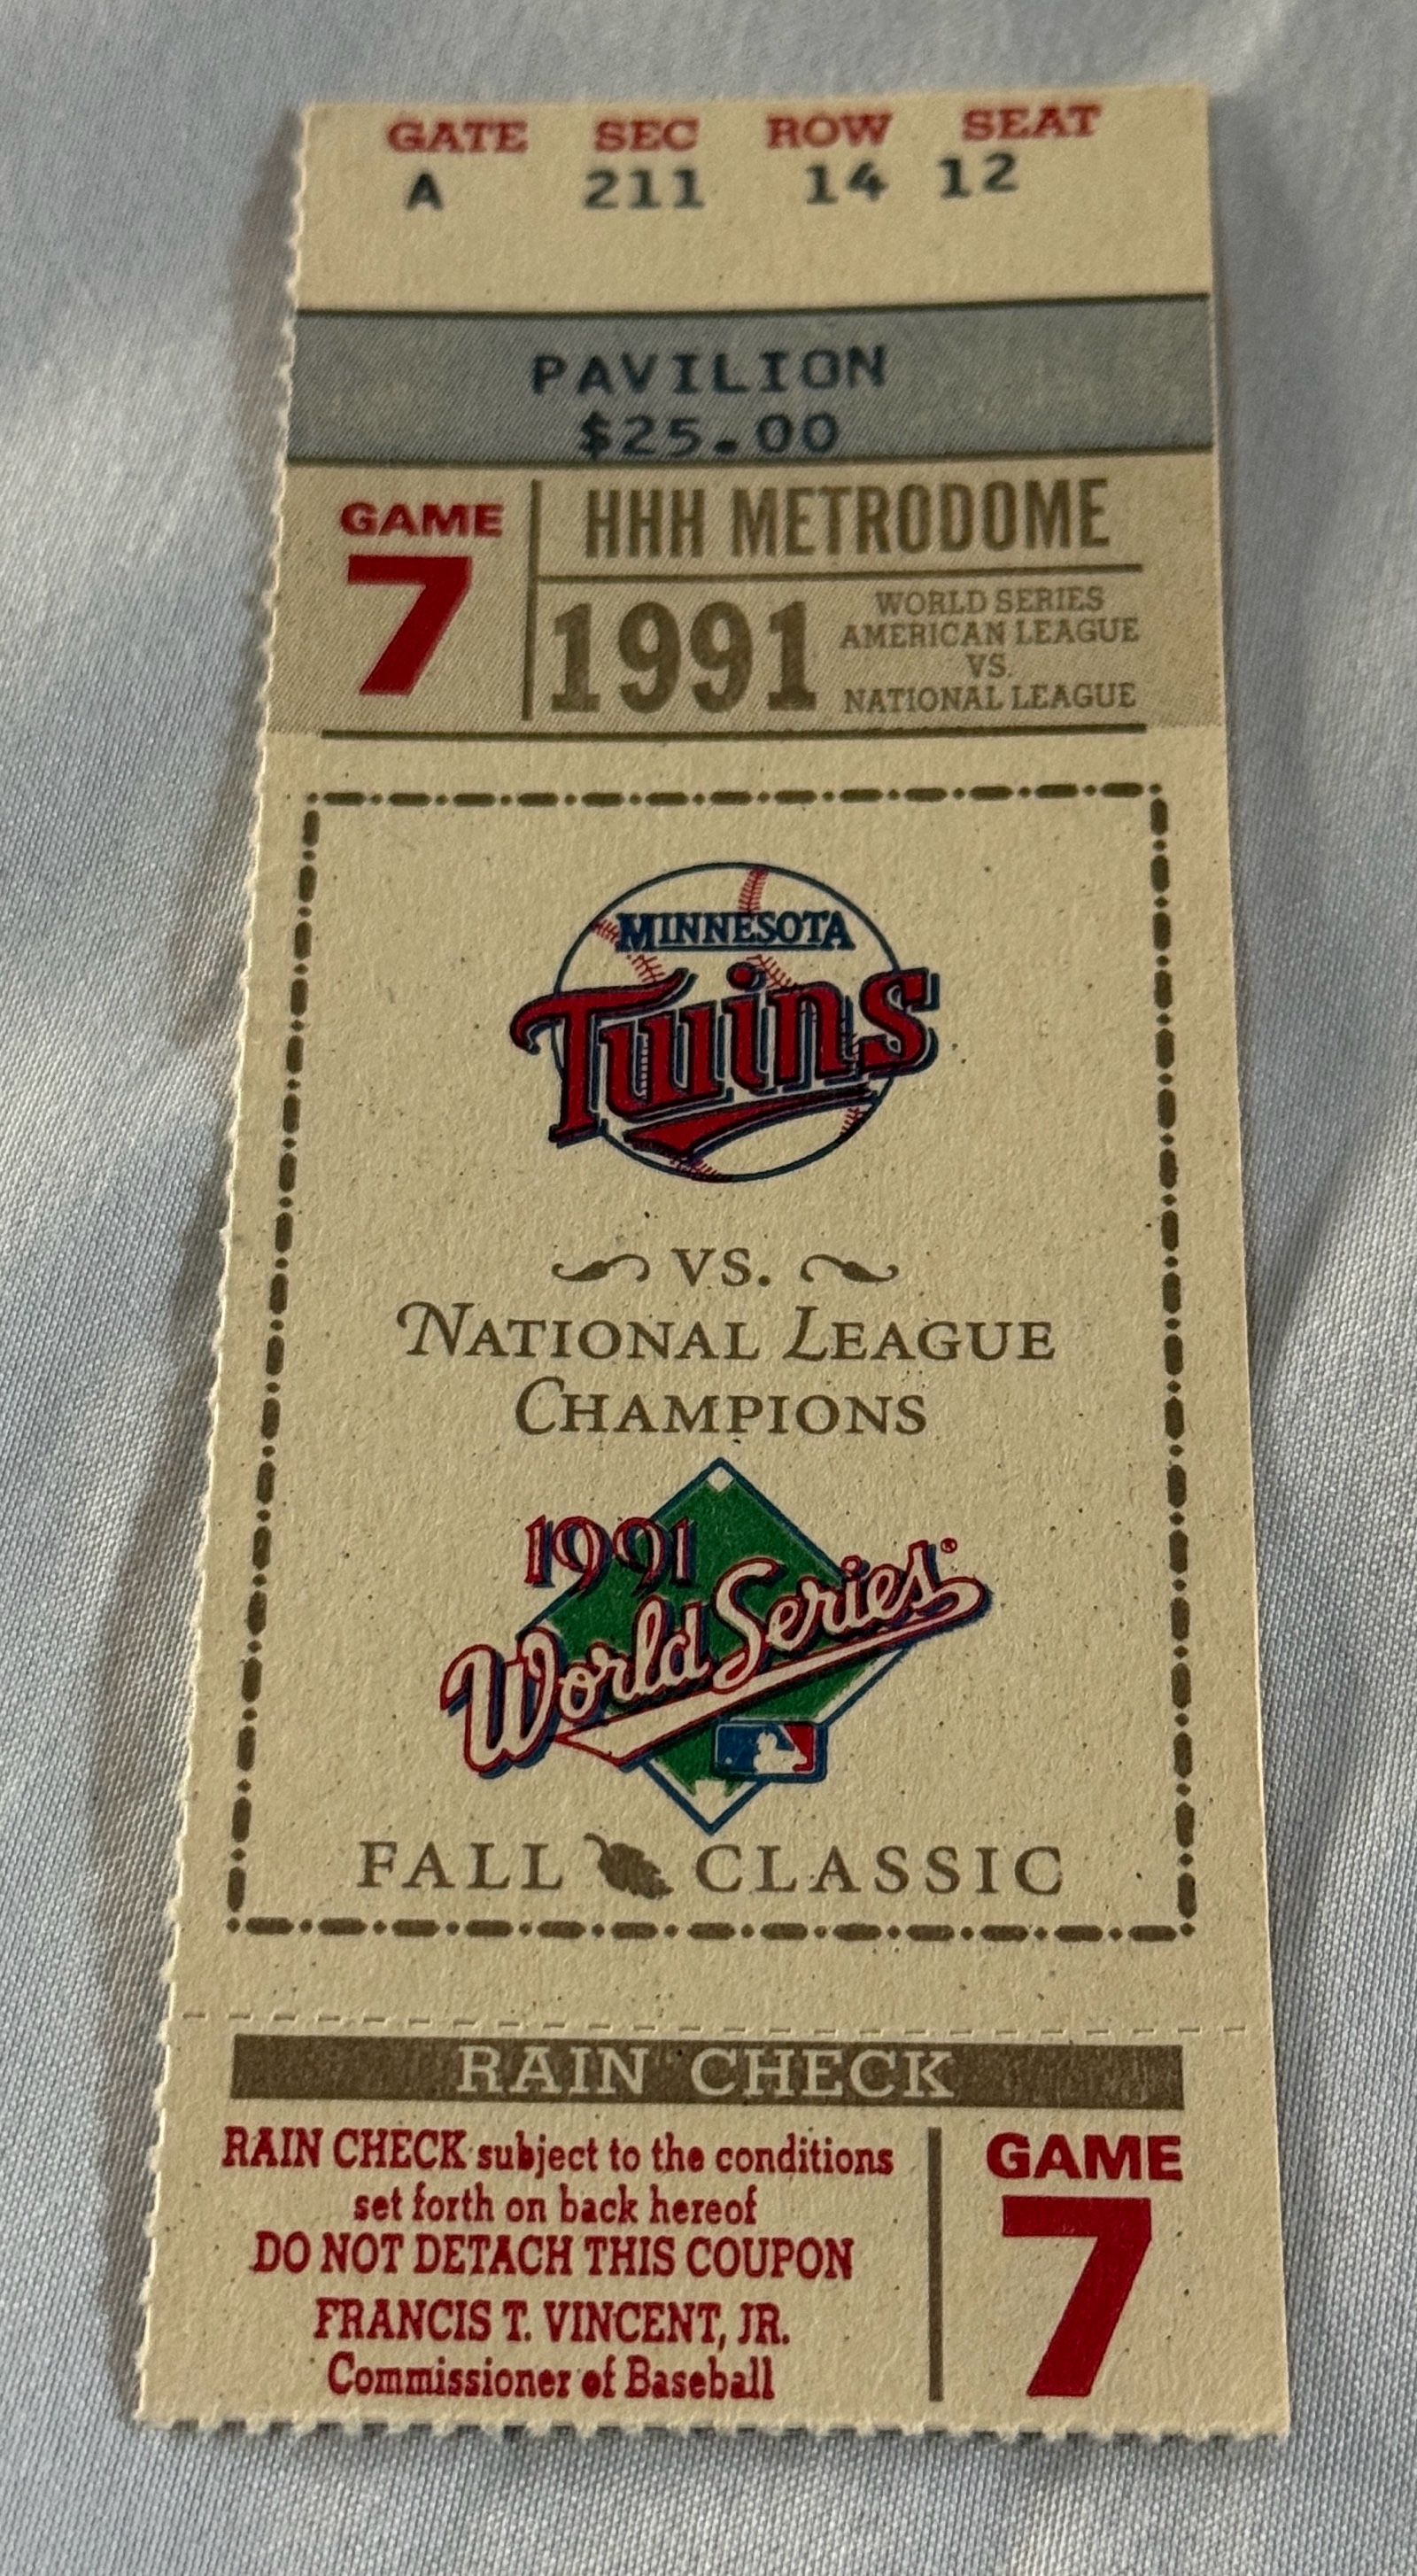 GATE SEC ROW SEAT
A 211 14 12
PAVILION
$25.00
GAME
7
HHH METRODOME
1991
WORLD SERIES
AMERICAN LEAGUE
VS.
NATIONAL LEAGUE
MINNESOTA
Twins
VS.
NATIONAL LEAGUE
CHAMPIONS
1991
World Series®
FALL CLASSIC
RAIN CHECK
RAIN CHECK subject to the conditions
set forth on back hereof
DO NOT DETACH THIS COUPON
FRANCIS T. VINCENT, JR.
Commissioner of Baseball
GAME
7